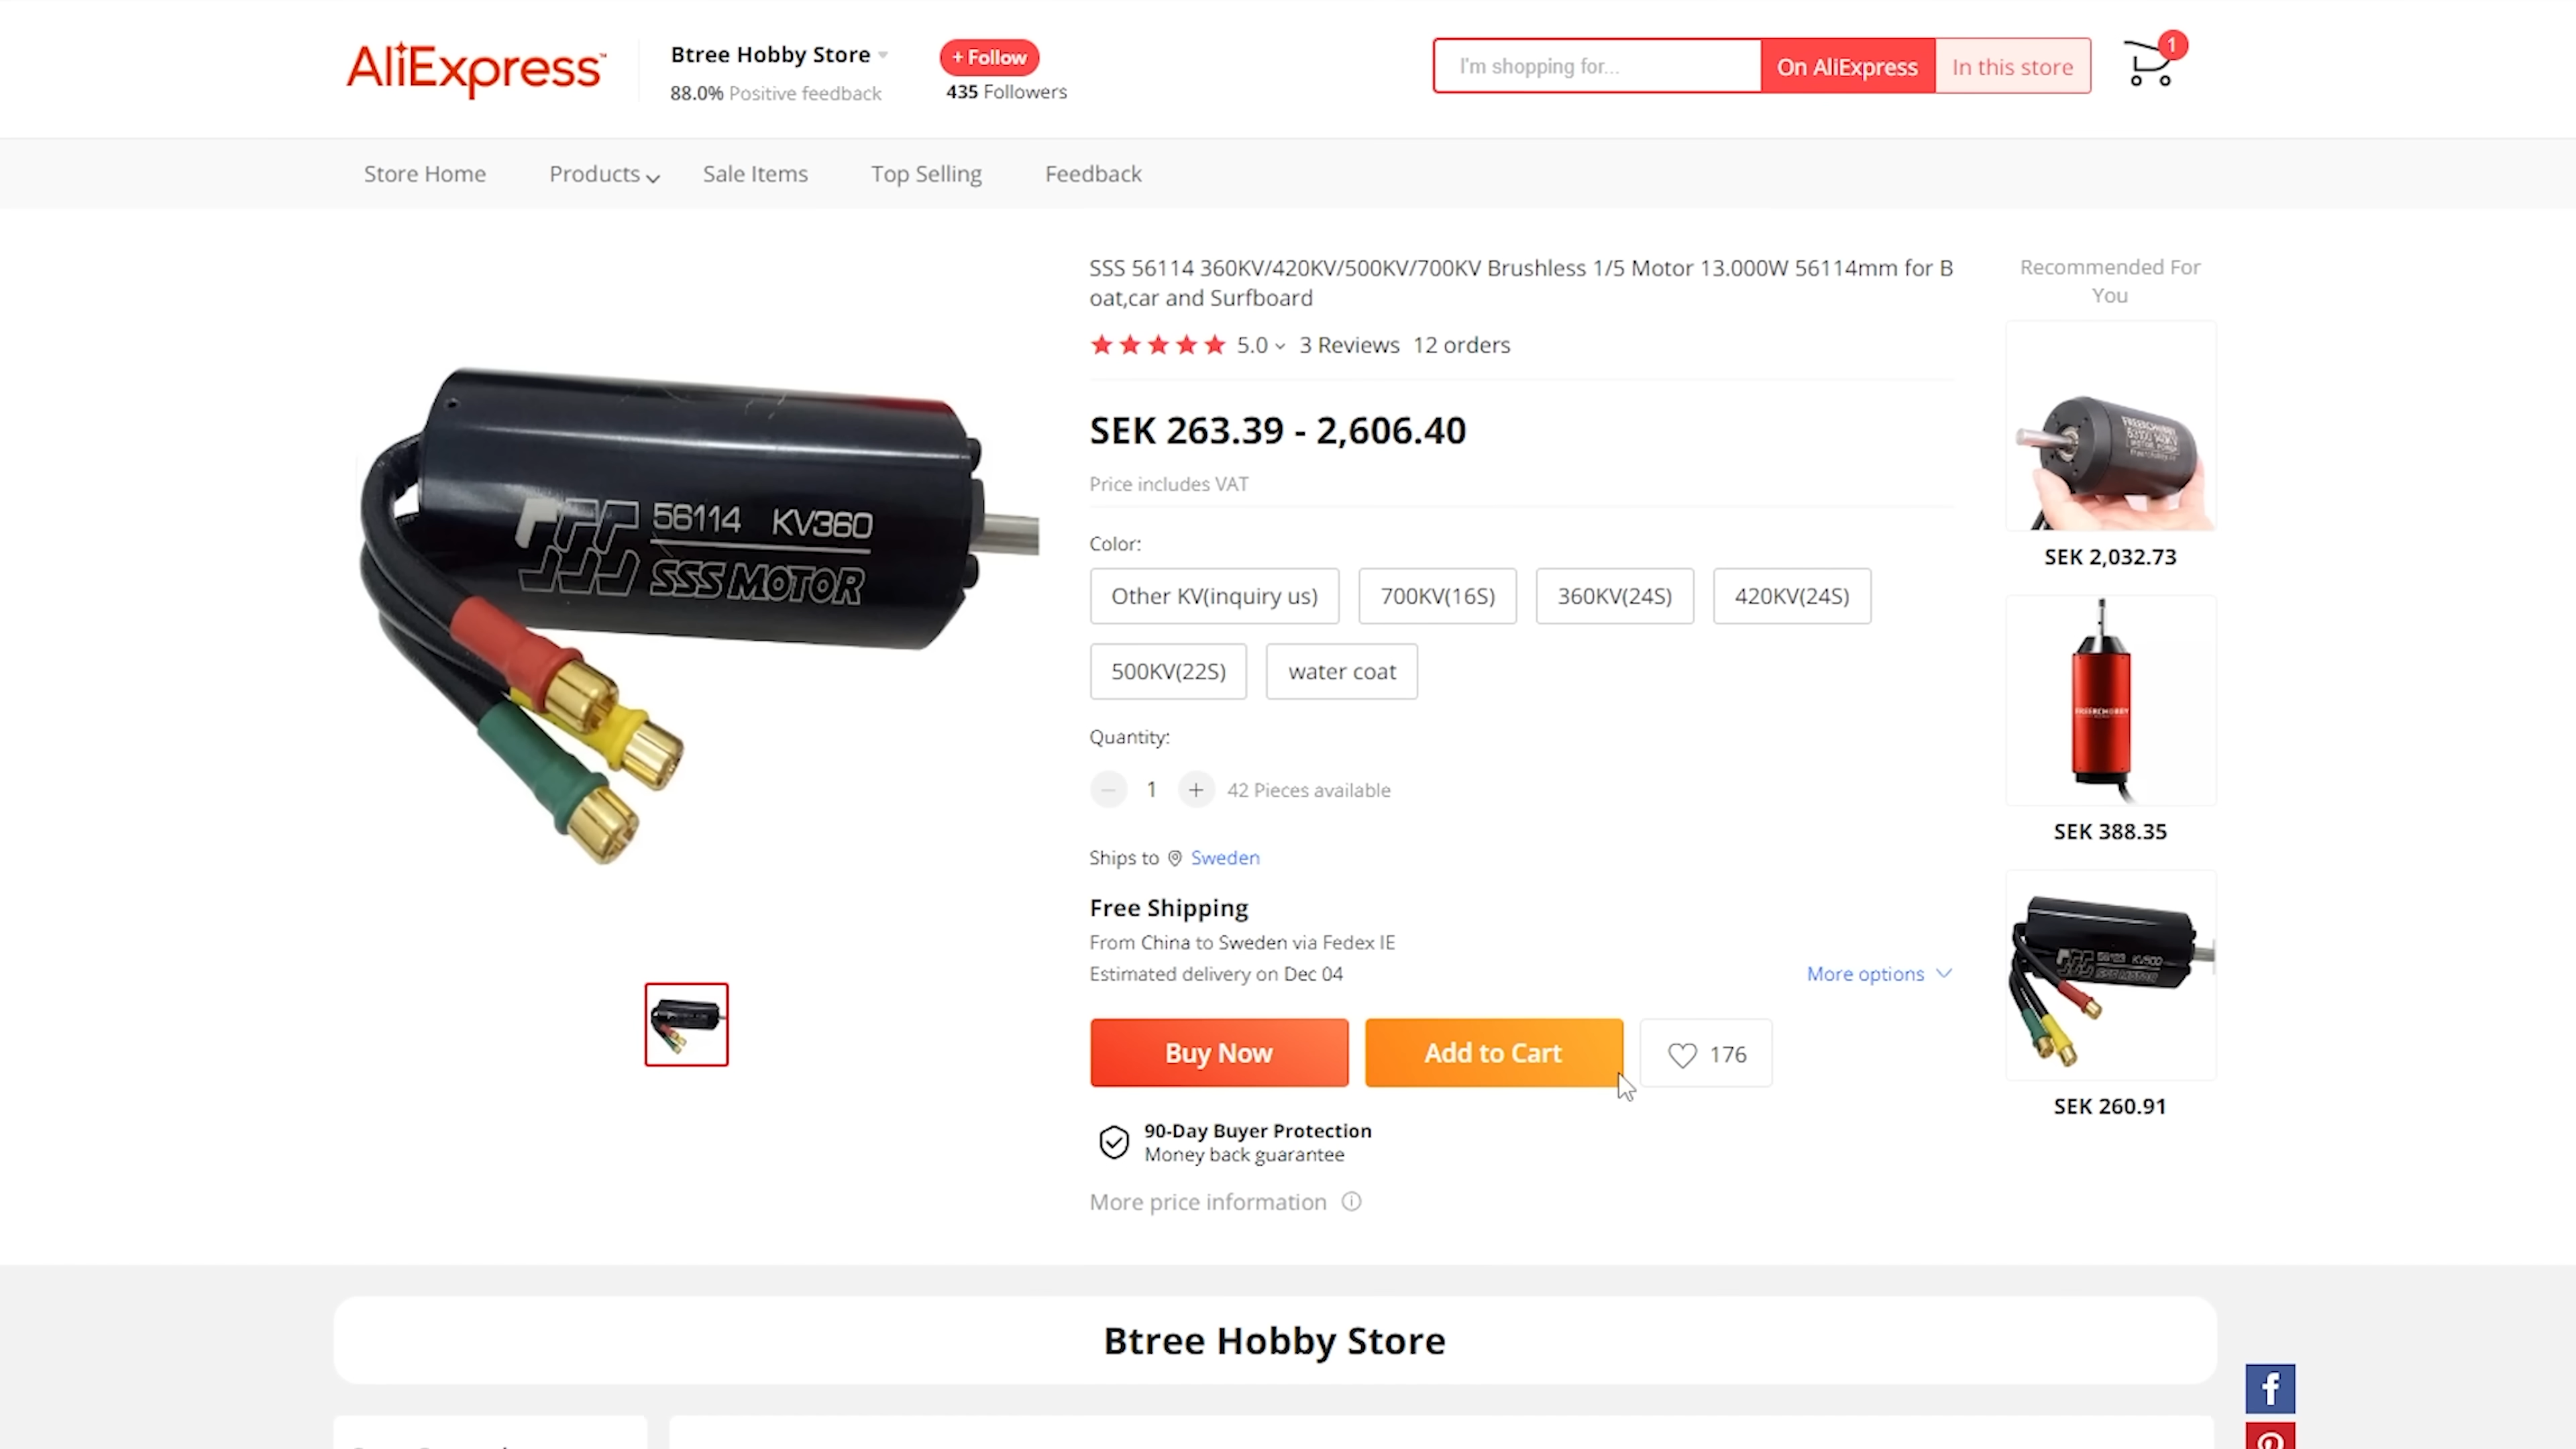 AliExpress™
Btree Hobby Store
88.0% Positive feedback
+ Follow
435 Followers
I'm shopping for...
On AliExpress
In this store
1
Store Home
Products
Sale Items
Top Selling
Feedback
56114 KV360
SSS MOTOR
SSS 56114 360KV/420KV/500KV/700KV Brushless 1/5 Motor 13.000W 56114mm for B
oat,car and Surfboard
5.0
3 Reviews
12 orders
SEK 263.39 - 2,606.40
Price includes VAT
Color:
Other KV(inquiry us)
700KV(16S)
360KV(24S)
420KV(24S)
500KV(22S)
water coat
Quantity:
1
42 Pieces available
Ships to Sweden
Free Shipping
From China to Sweden via Fedex IE
Estimated delivery on Dec 04
More options
Buy Now
Add to Cart
176
90-Day Buyer Protection
Money back guarantee
More price information
Recommended For
You
FREERCHOBBY
SEK 2,032.73
FREERCHOBBY
SEK 388.35
SSS MOTOR
SEK 260.91
Btree Hobby Store